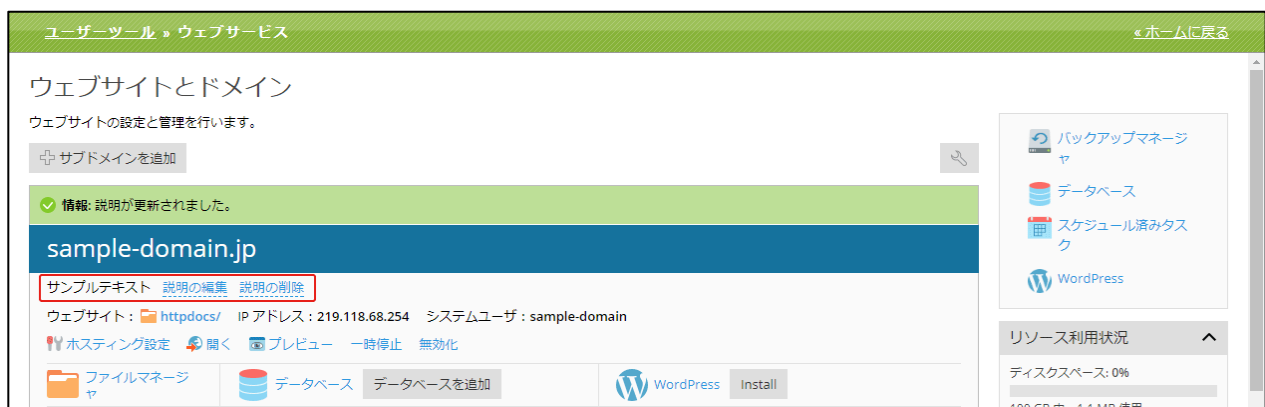 ユーザーツール » ウェブサービス
«ホームに戻る
ウェブサイトとドメイン
ウェブサイトの設定と管理を行います。
サブドメインを追加
情報: 説明が更新されました。
sample-domain.jp
サンプルテキスト 説明の編集 説明の削除
ウェブサイト : httpdocs/ IP アドレス : 219.118.68.254 システムユーザ : sample-domain
ホスティング設定 開く プレビュー 一時停止 無効化
ファイルマネージ
ャ
データベース データベースを追加
WordPress Install
バックアップマネージ
ャ
データベース
スケジュール済みタス
ク
WordPress
リソース利用状況
ディスクスペース: 0%